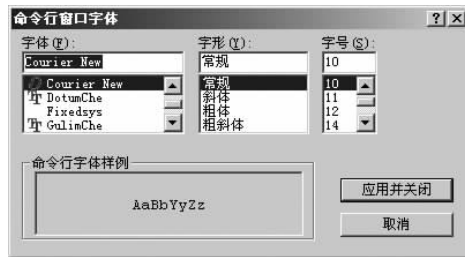 命令行窗口字体
字体(F): 字形(Y): 字号(S):
Courier New 常规 10
Courier New 常规 10
DotumChe 斜体 11
Fixedsys 粗体 12
GulimChe 粗斜体 14
命令行字体样例
AaBbYyZz
应用并关闭
取消